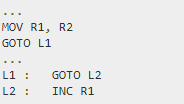 ...
MOV R1, R2
GOTO L1
...
L1 :   GOTO L2
L2 :   INC R1